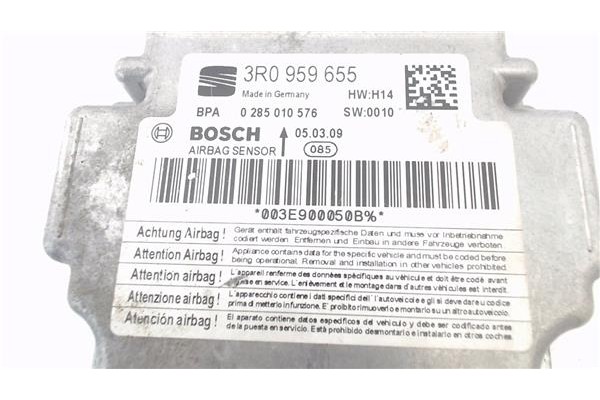 3R0 959 655
Made in Germany HW:H14
BPA 0 285 010 576 SW:0010
BOSCH 05.03.09
AIRBAG SENSOR 085
*003E900050B%*
Achtung Airbag! Gerät enthält fahrzeugspezifische Daten und muss vor Inbetriebnahme
codiert werden Entfernen und Einbau in andere Fahrzeuge verboten.
Attention Airbag! Appliance contains data for the specific vehicle and must be coded before
being operational. Removal and installation in other vehicles prohibited.
Attention airbag! L'appareil renferme des données spécifiques au véhicule et doit être codé avant
puesta en service. L'enlèvement et le montage dans d'autres véhicules est interdit.
Attenzione airbag! L'apparecchio contiene i dati specifici dell'autoveicolo e gli si deve dare u codice
prima di metterlo in funzione. E' proibito rimuoverlo e montarlo su un altro autoveicolo.
Atención airbag! El aparato contiene datos específicos del vehículo y debe ser codificado antes
de la puesta en servicio. Está prohibido desmontarlo e instalarlo en otros coches.